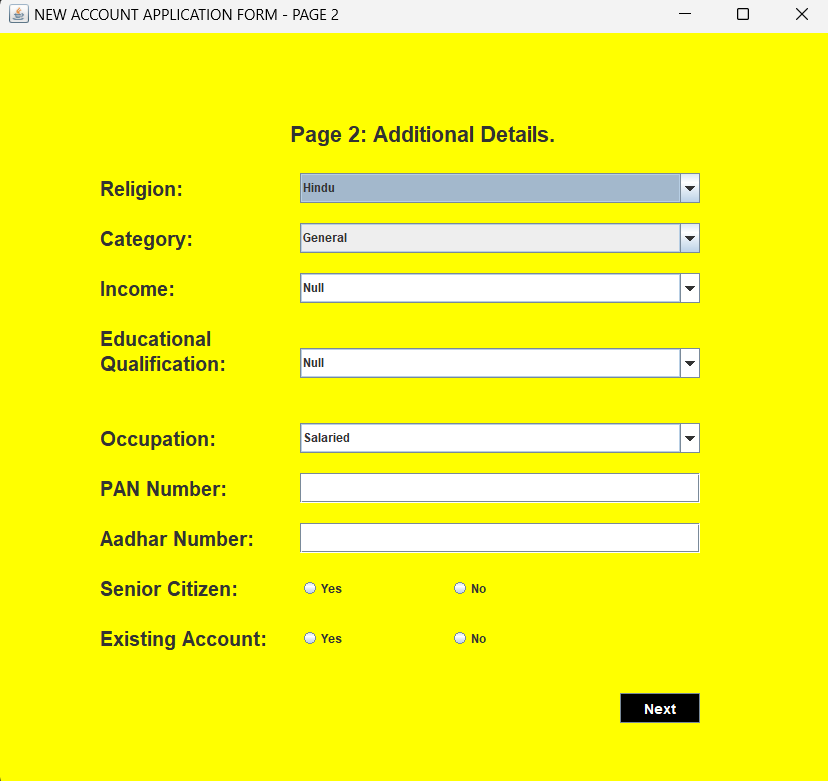 NEW ACCOUNT APPLICATION FORM - PAGE 2
Page 2: Additional Details.
Religion: Hindu
Category: General
Income: Null
Educational
Qualification: Null
Occupation: Salaried
PAN Number:
Aadhar Number:
Senior Citizen: Yes No
Existing Account: Yes No
Next